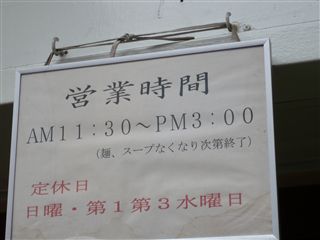 営業時間
AM11:30～PM3:00
（麺、スープなくなり次第終了）
定休日
日曜・第1第3水曜日